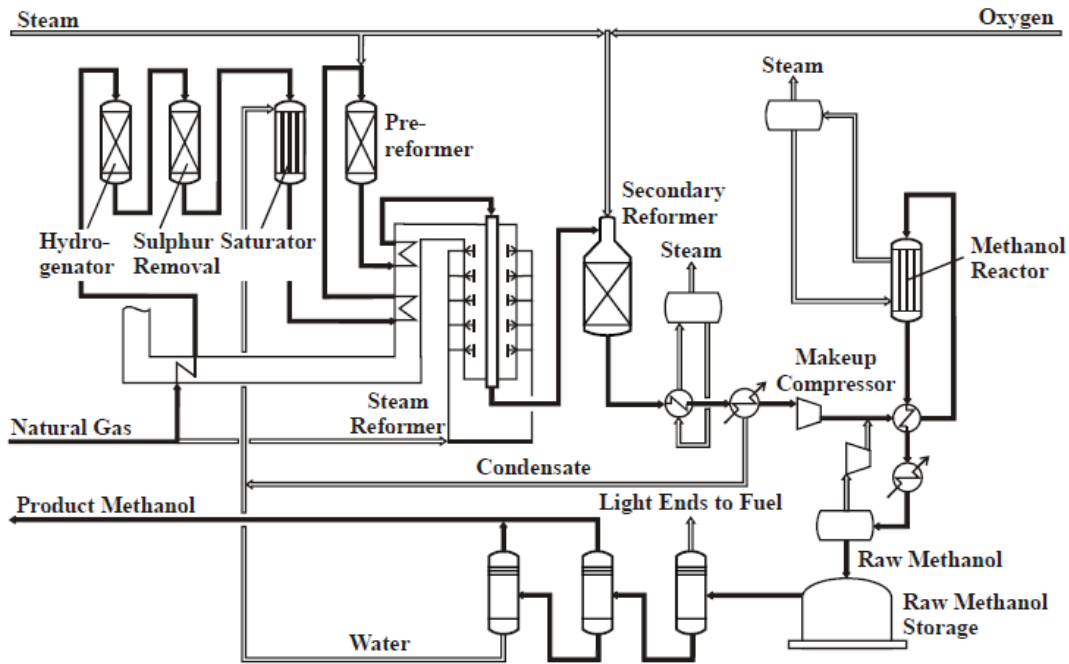 Steam
Oxygen
Steam
Pre-
reformer
Secondary
Reformer
Hydro-
genator
Sulphur
Removal
Saturator
Steam
Methanol
Reactor
Makeup
Compressor
Steam
Reformer
Natural Gas
Condensate
Product Methanol
Light Ends to Fuel
Raw Methanol
Raw Methanol
Storage
Water